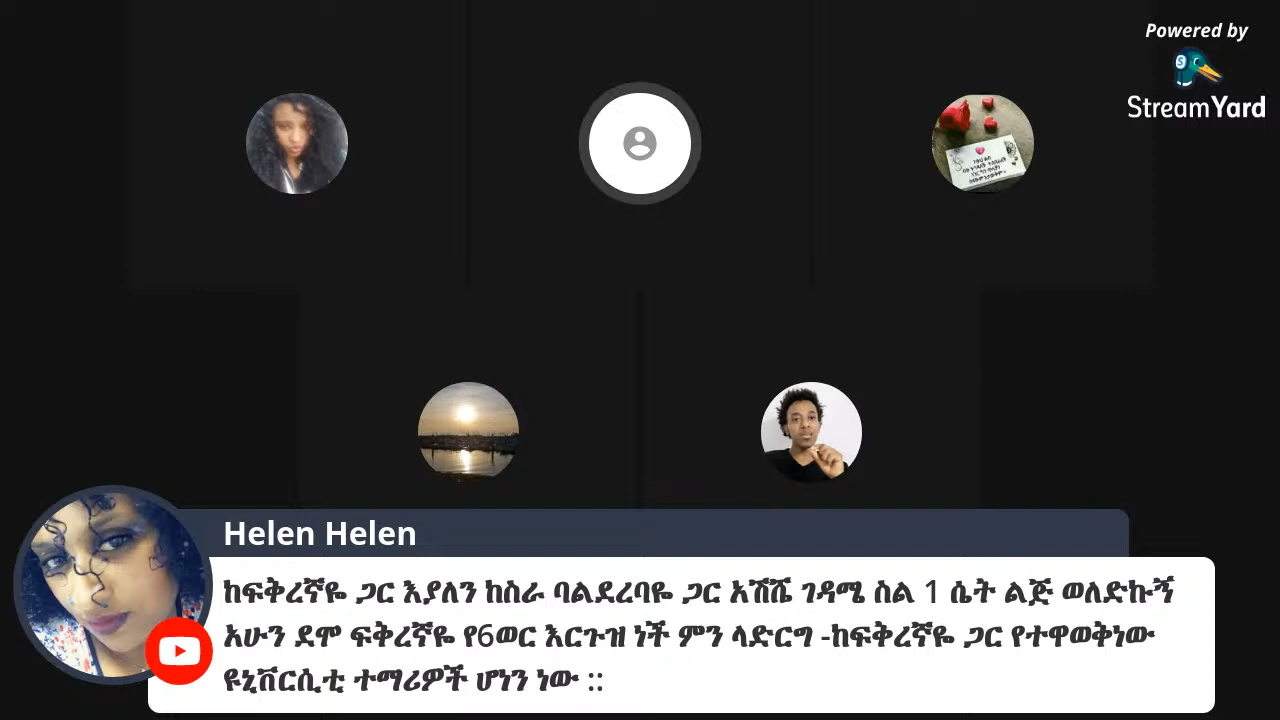 Powered by
StreamYard
Helen Helen
ከፍቅረኛዬ ጋር እያለን ከስራ ባልደረባዬ ጋር አሸሼ ገዳሜ ስል 1 ሴት ልጅ ወለድኩኝ
አሁን ደሞ ፍቅረኛዬ የ6ወር እርጉዝ ነች ምን ላድርግ -ከፍቅረኛዬ ጋር የተዋወቅነው
ዩኒቨርሲቲ ተማሪዎች ሆነን ነው ::